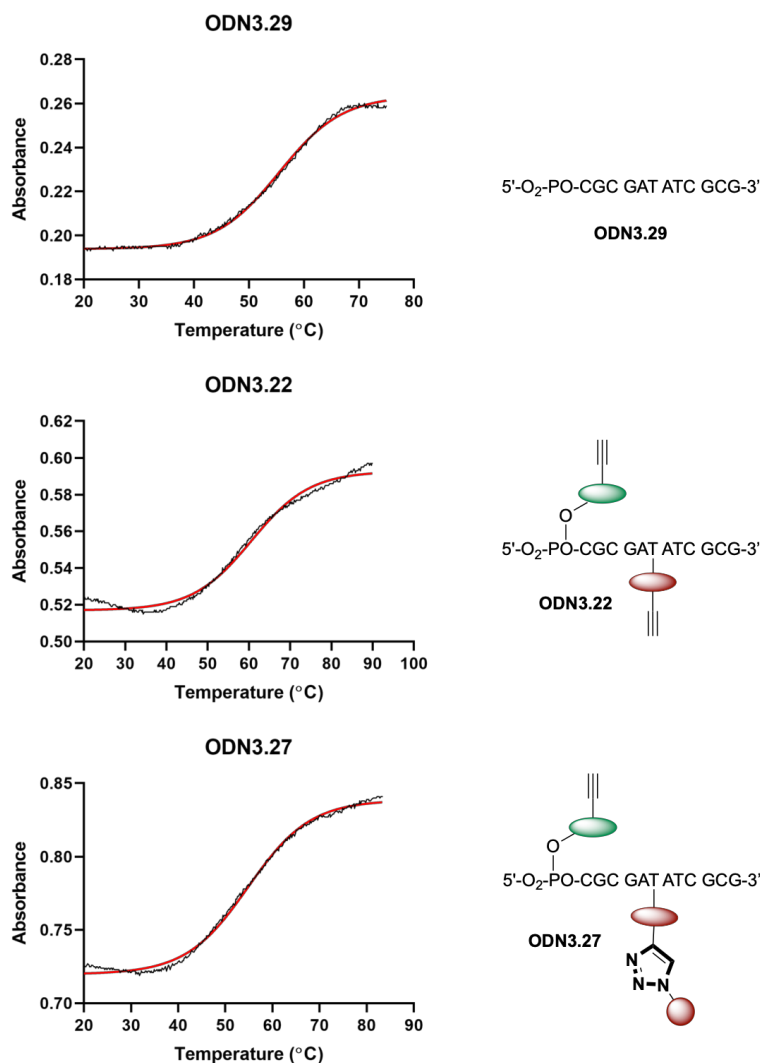 ODN3.29
0.28
0.26
0.24
0.22
0.20
0.18
Absorbance
20 30 40 50 60 70 80
Temperature (°C)
5'-O₂-PO-CGC GAT ATC GCG-3'
ODN3.29
ODN3.22
0.62
0.60
0.58
0.56
0.54
0.52
0.50
Absorbance
20 30 40 50 60 70 80 90 100
Temperature (°C)
O
5'-O₂-PO-CGC GAT ATC GCG-3'
ODN3.22
ODN3.27
0.85
0.80
0.75
0.70
Absorbance
20 30 40 50 60 70 80 90
Temperature (°C)
O
5'-O₂-PO-CGC GAT ATC GCG-3'
ODN3.27
N
N
N